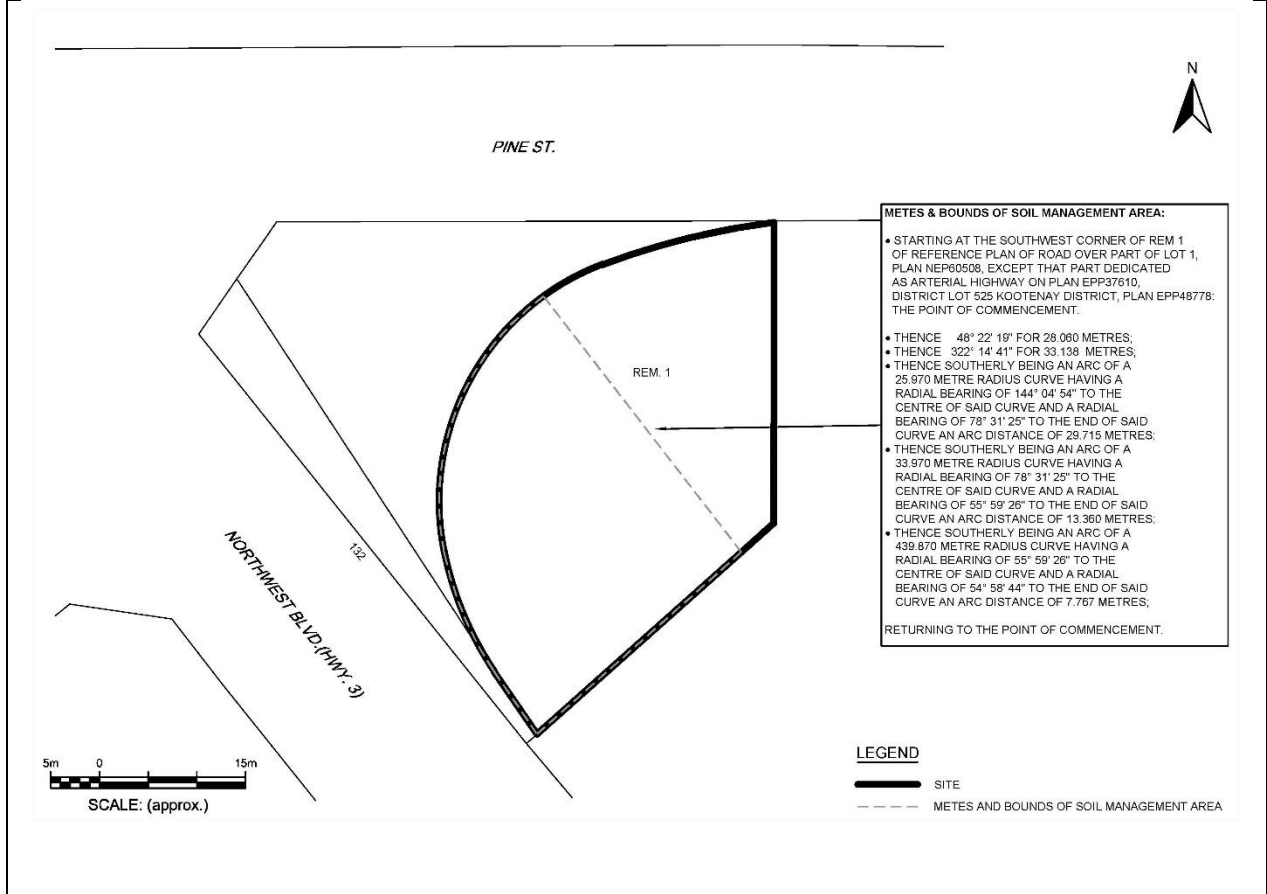 N
PINE ST.
METES & BOUNDS OF SOIL MANAGEMENT AREA:
• STARTING AT THE SOUTHWEST CORNER OF REM 1
OF REFERENCE PLAN OF ROAD OVER PART OF LOT 1,
PLAN NEP60508, EXCEPT THAT PART DEDICATED
AS ARTERIAL HIGHWAY ON PLAN EPP37610,
DISTRICT LOT 525 KOOTENAY DISTRICT, PLAN EPP48778:
THE POINT OF COMMENCEMENT.
• THENCE 48° 22' 19" FOR 28.060 METRES;
• THENCE 322° 14' 41" FOR 33.138 METRES;
• THENCE SOUTHERLY BEING AN ARC OF A
25.970 METRE RADIUS CURVE HAVING A
RADIAL BEARING OF 144° 04' 54" TO THE
CENTRE OF SAID CURVE AND A RADIAL
BEARING OF 78° 31' 25" TO THE END OF SAID
CURVE AN ARC DISTANCE OF 29.715 METRES;
• THENCE SOUTHERLY BEING AN ARC OF A
33.970 METRE RADIUS CURVE HAVING A
RADIAL BEARING OF 78° 31' 25" TO THE
CENTRE OF SAID CURVE AND A RADIAL
BEARING OF 55° 59' 26" TO THE END OF SAID
CURVE AN ARC DISTANCE OF 13.360 METRES;
• THENCE SOUTHERLY BEING AN ARC OF A
439.870 METRE RADIUS CURVE HAVING A
RADIAL BEARING OF 55° 59' 26" TO THE
CENTRE OF SAID CURVE AND A RADIAL
BEARING OF 54° 58' 44" TO THE END OF SAID
CURVE AN ARC DISTANCE OF 7.767 METRES;
RETURNING TO THE POINT OF COMMENCEMENT.
REM. 1
132
NORTHWEST BLVD.(HWY. 3)
5m 0 15m
SCALE: (approx.)
LEGEND
SITE
METES AND BOUNDS OF SOIL MANAGEMENT AREA